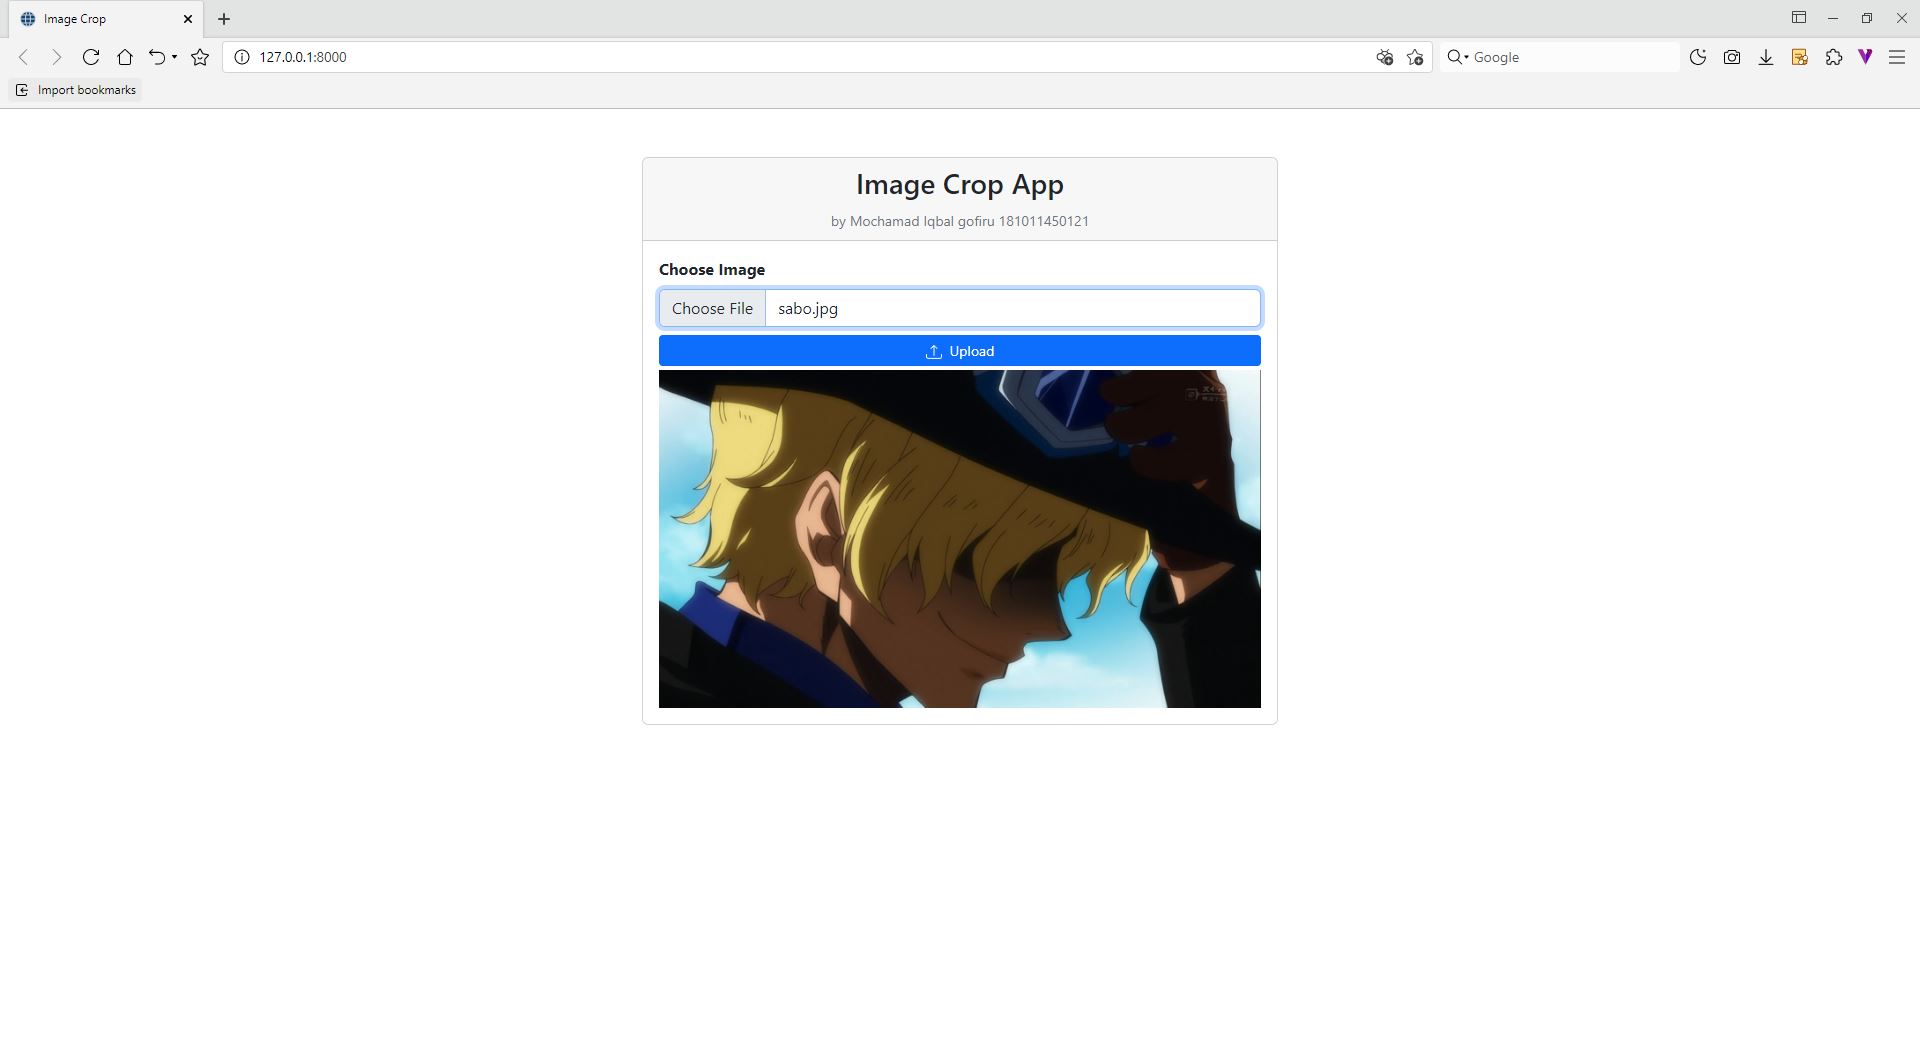 Image Crop
127.0.0.1:8000
Google
Import bookmarks
Image Crop App
by Mochamad Iqbal gofiru 181011450121
Choose Image
Choose File
sabo.jpg
Upload